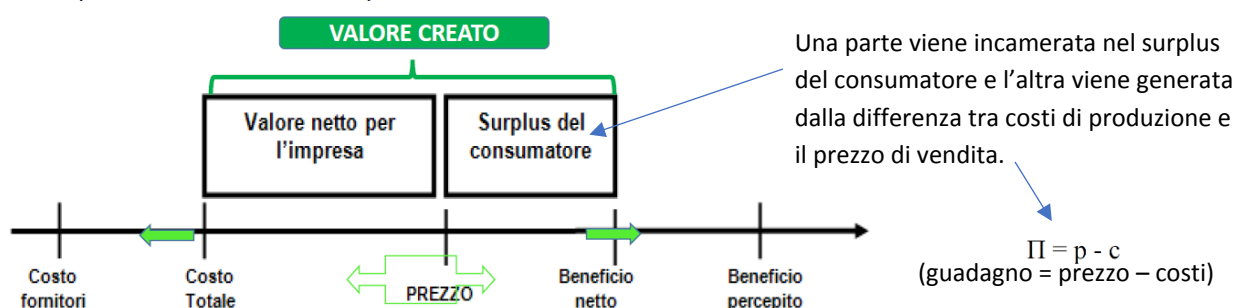 VALORE CREATO
Valore netto per
l'impresa
Surplus del
consumatore
Una parte viene incamerata nel surplus
del consumatore e l'altra viene generata
dalla differenza tra costi di produzione e
il prezzo di vendita.
Π = p - c
(guadagno = prezzo – costi)
Costo
fornitori
Costo
Totale
PREZZO
Beneficio
netto
Beneficio
percepito